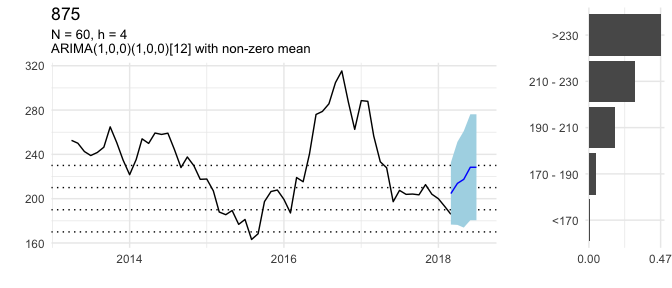 875
N = 60, h = 4
ARIMA(1,0,0)(1,0,0)[12] with non-zero mean
320
280
240
200
160
2014
2016
2018
>230
210 - 230
190 - 210
170 - 190
<170
0.00
0.47